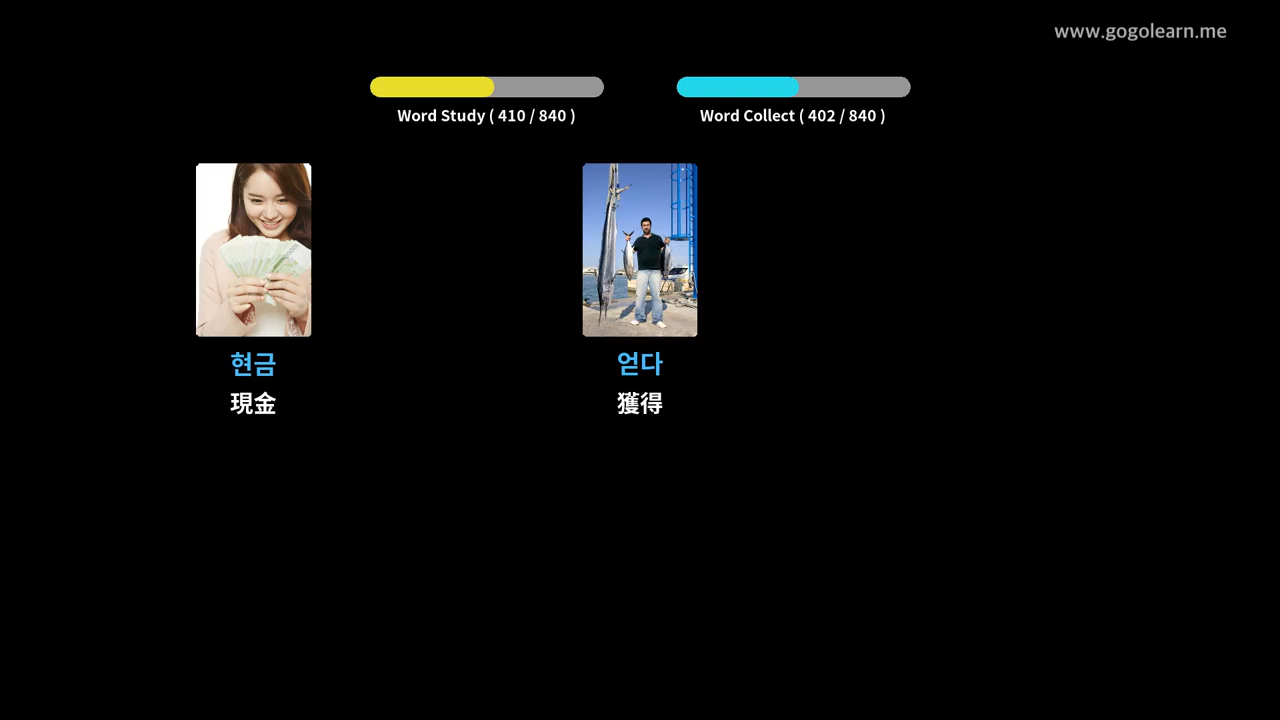 www.gogolearn.me
Word Study ( 410 / 840 )
Word Collect ( 402 / 840 )
현금
現金
얻다
獲得